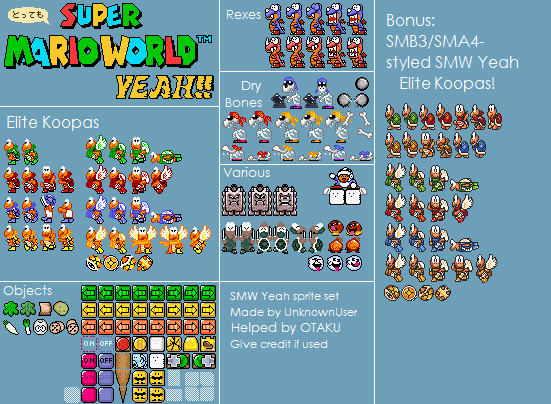 とっても
SUPER
MARIO WORLD™
YEAH!!
Elite Koopas
Rexes
Dry
Bones
Various
Bonus:
SMB3/SMA4-
styled SMW Yeah
Elite Koopas!
Objects
ON OFF
ON OFF
SMW Yeah sprite set
Made by UnknownUser
Helped by OTAKU
Give credit if used